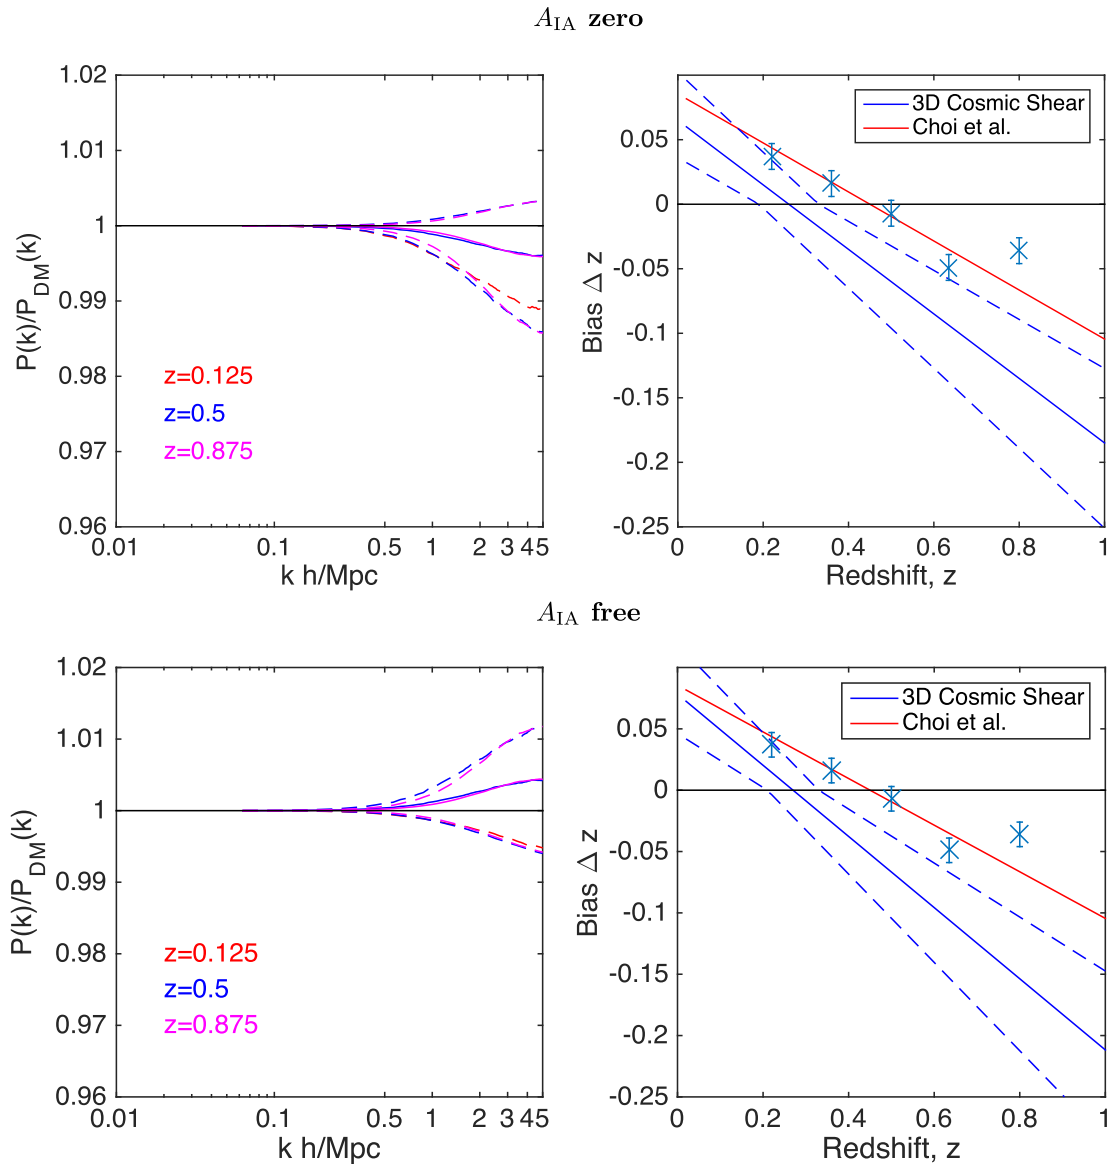 A_IA zero
1.02
1.01
1
0.99
0.98
0.97
0.96
P(k)/P_DM(k)
z=0.125
z=0.5
z=0.875
0.01 0.1 0.5 1 2 3 4 5
k h/Mpc
3D Cosmic Shear
Choi et al.
0.05
0
-0.05
-0.1
-0.15
-0.2
-0.25
Bias Δ z
0 0.2 0.4 0.6 0.8 1
Redshift, z
A_IA free
1.02
1.01
1
0.99
0.98
0.97
0.96
P(k)/P_DM(k)
z=0.125
z=0.5
z=0.875
0.01 0.1 0.5 1 2 3 4 5
k h/Mpc
3D Cosmic Shear
Choi et al.
0.05
0
-0.05
-0.1
-0.15
-0.2
-0.25
Bias Δ z
0 0.2 0.4 0.6 0.8 1
Redshift, z